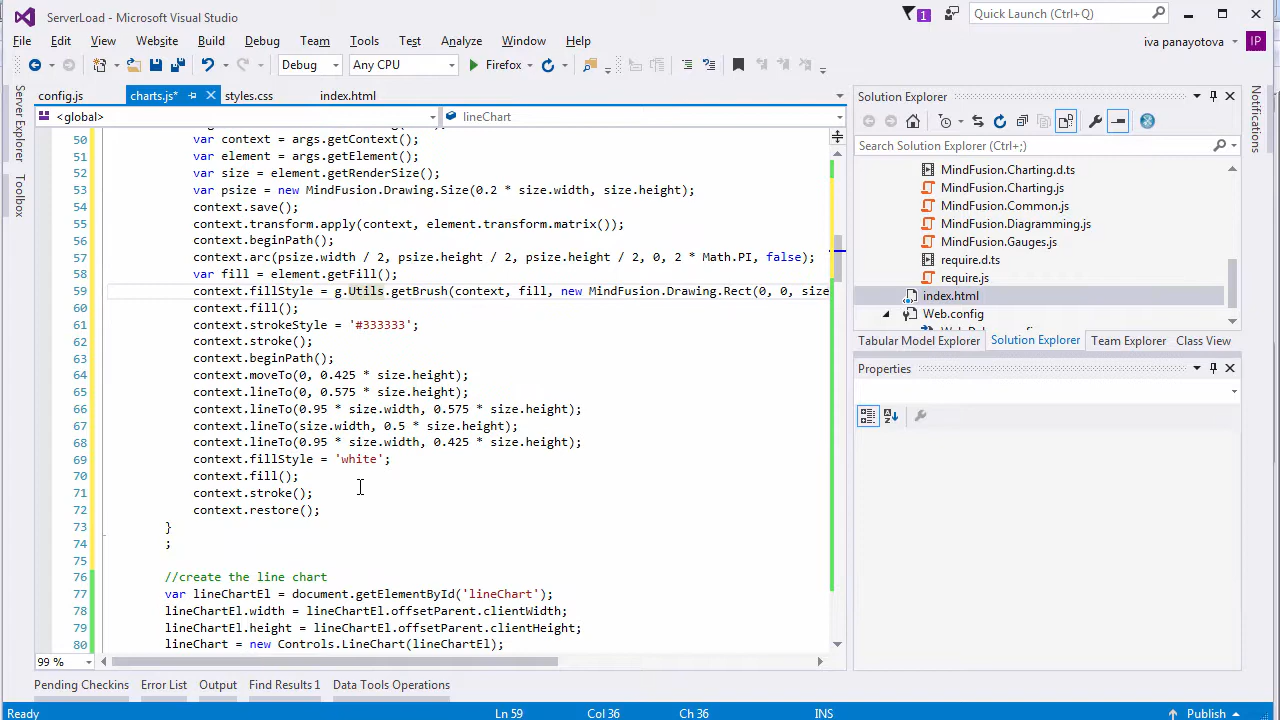 ServerLoad - Microsoft Visual Studio
1
Quick Launch (Ctrl+Q)
File Edit View Website Build Debug Team Tools Test Analyze Window Help
iva panayotova IP
Debug Any CPU Firefox
Server Explorer
Toolbox
config.js charts.js* styles.css index.html
<global> lineChart
50 var context = args.getContext();
51 var element = args.getElement();
52 var size = element.getRenderSize();
53 var psize = new MindFusion.Drawing.Size(0.2 * size.width, size.height);
54 context.save();
55 context.transform.apply(context, element.transform.matrix());
56 context.beginPath();
57 context.arc(psize.width / 2, psize.height / 2, psize.height / 2, 0, 2 * Math.PI, false);
58 var fill = element.getFill();
59 context.fillStyle = g.Utils.getBrush(context, fill, new MindFusion.Drawing.Rect(0, 0, size
60 context.fill();
61 context.strokeStyle = '#333333';
62 context.stroke();
63 context.beginPath();
64 context.moveTo(0, 0.425 * size.height);
65 context.lineTo(0, 0.575 * size.height);
66 context.lineTo(0.95 * size.width, 0.575 * size.height);
67 context.lineTo(size.width, 0.5 * size.height);
68 context.lineTo(0.95 * size.width, 0.425 * size.height);
69 context.fillStyle = 'white';
70 context.fill();
71 context.stroke();
72 context.restore();
73 }
74 ;
75
76 //create the line chart
77 var lineChartEl = document.getElementById('lineChart');
78 lineChartEl.width = lineChartEl.offsetParent.clientWidth;
79 lineChartEl.height = lineChartEl.offsetParent.clientHeight;
80 lineChart = new Controls.LineChart(lineChartEl);
99 %
Solution Explorer
Search Solution Explorer (Ctrl+;)
MindFusion.Charting.d.ts
MindFusion.Charting.js
MindFusion.Common.js
MindFusion.Diagramming.js
MindFusion.Gauges.js
require.d.ts
require.js
index.html
Web.config
Tabular Model Explorer Solution Explorer Team Explorer Class View
Properties
Notifications
Pending Checkins Error List Output Find Results 1 Data Tools Operations
Ready Ln 59 Col 36 Ch 36 INS Publish